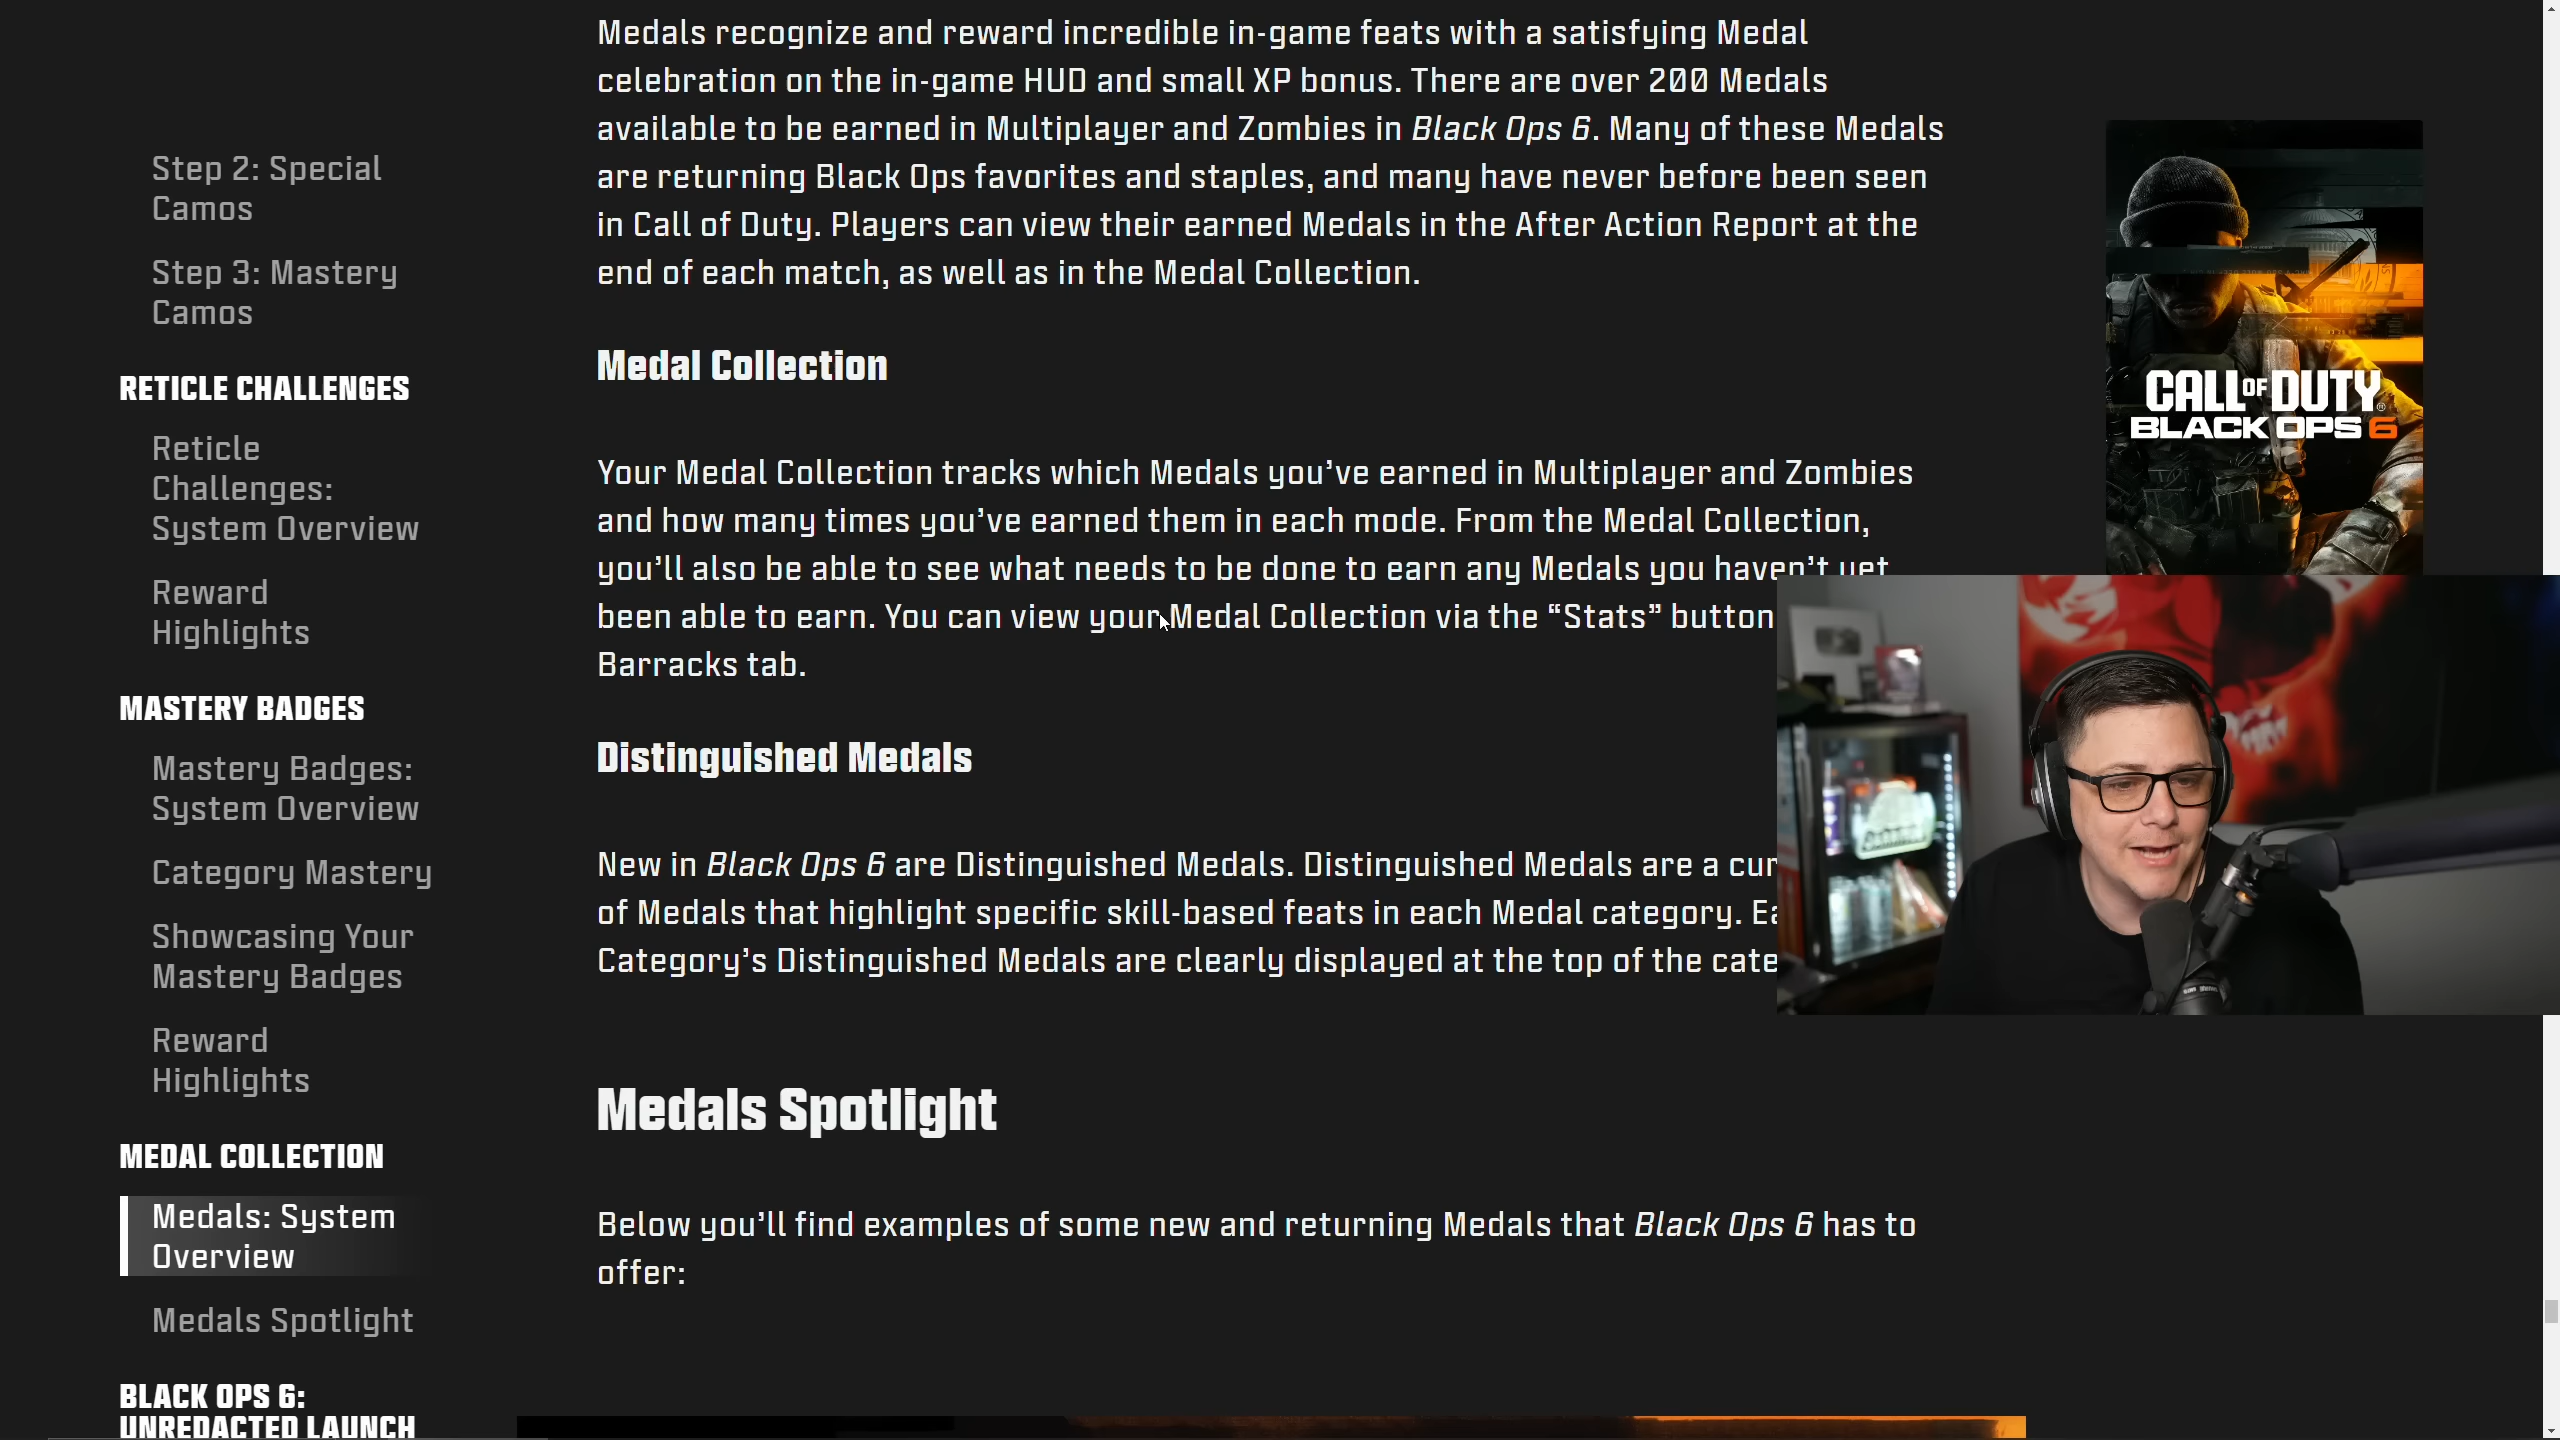 Step 2: Special
Camos
Step 3: Mastery
Camos
RETICLE CHALLENGES
Reticle
Challenges:
System Overview
Reward
Highlights
MASTERY BADGES
Mastery Badges:
System Overview
Category Mastery
Showcasing Your
Mastery Badges
Reward
Highlights
MEDAL COLLECTION
Medals: System
Overview
Medals Spotlight
BLACK OPS 6:
UNREDACTED LAUNCH
Medals recognize and reward incredible in-game feats with a satisfying Medal
celebration on the in-game HUD and small XP bonus. There are over 200 Medals
available to be earned in Multiplayer and Zombies in Black Ops 6. Many of these Medals
are returning Black Ops favorites and staples, and many have never before been seen
in Call of Duty. Players can view their earned Medals in the After Action Report at the
end of each match, as well as in the Medal Collection.
Medal Collection
Your Medal Collection tracks which Medals you’ve earned in Multiplayer and Zombies
and how many times you’ve earned them in each mode. From the Medal Collection,
you’ll also be able to see what needs to be done to earn any Medals you haven’t yet
been able to earn. You can view your Medal Collection via the “Stats” button
Barracks tab.
Distinguished Medals
New in Black Ops 6 are Distinguished Medals. Distinguished Medals are a
of Medals that highlight specific skill-based feats in each Medal category.
Category’s Distinguished Medals are clearly displayed at the top of the
Medals Spotlight
Below you’ll find examples of some new and returning Medals that Black Ops 6 has to
offer:
CALL OF DUTY®
BLACK OPS 6